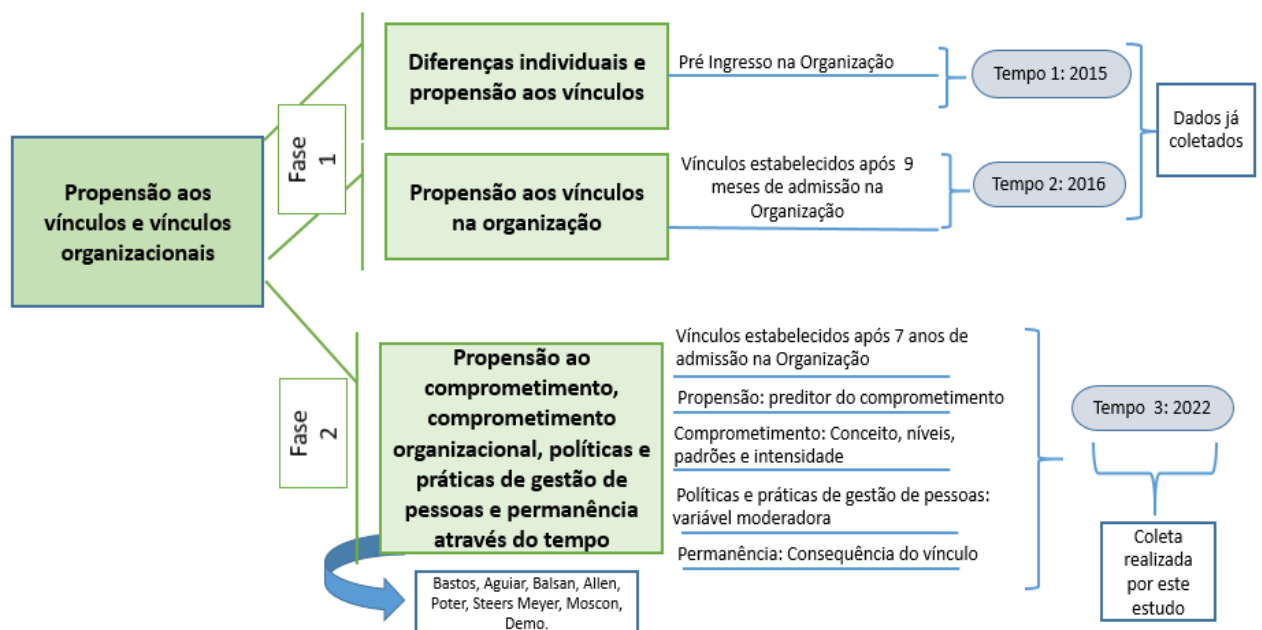 Propensão aos
vínculos e vínculos
organizacionais
Fase
1
Diferenças individuais e
propensão aos vínculos
Pré Ingresso na Organização
Tempo 1: 2015
Propensão aos vínculos
na organização
Vínculos estabelecidos após 9
meses de admissão na
Organização
Tempo 2: 2016
Dados já
coletados
Fase
2
Propensão ao
comprometimento,
comprometimento
organizacional, políticas e
práticas de gestão de
pessoas e permanência
através do tempo
Vínculos estabelecidos após 7 anos de
admissão na Organização
Propensão: preditor do comprometimento
Comprometimento: Conceito, níveis,
padrões e intensidade
Políticas e práticas de gestão de pessoas:
variável moderadora
Permanência: Consequência do vínculo
Tempo 3: 2022
Coleta
realizada
por este
estudo
Bastos, Aguiar, Balsan, Allen,
Poter, Steers Meyer, Moscon,
Demo.